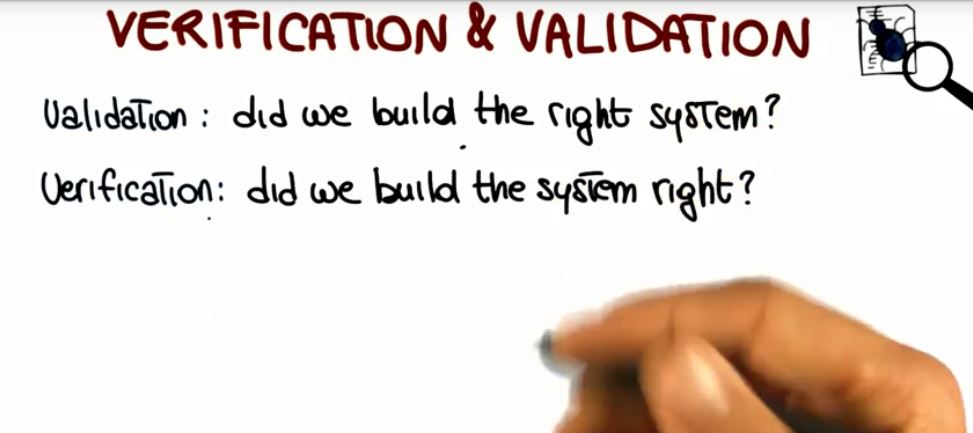 VERIFICATION & VALIDATION
Validation: did we build the right system?
Verification: did we build the system right?